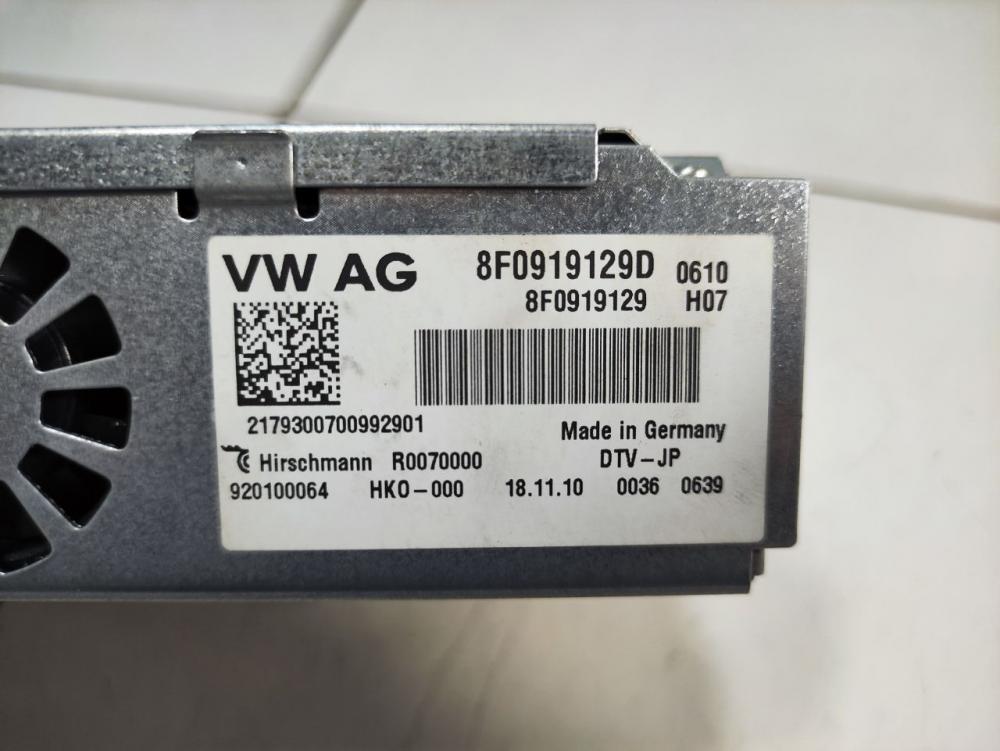 VW AG 8F0919129D 0610
8F0919129 H07
2179300700992901
Made in Germany
Hirschmann R0070000 DTV-JP
920100064 HKO-000 18.11.10 0036 0639